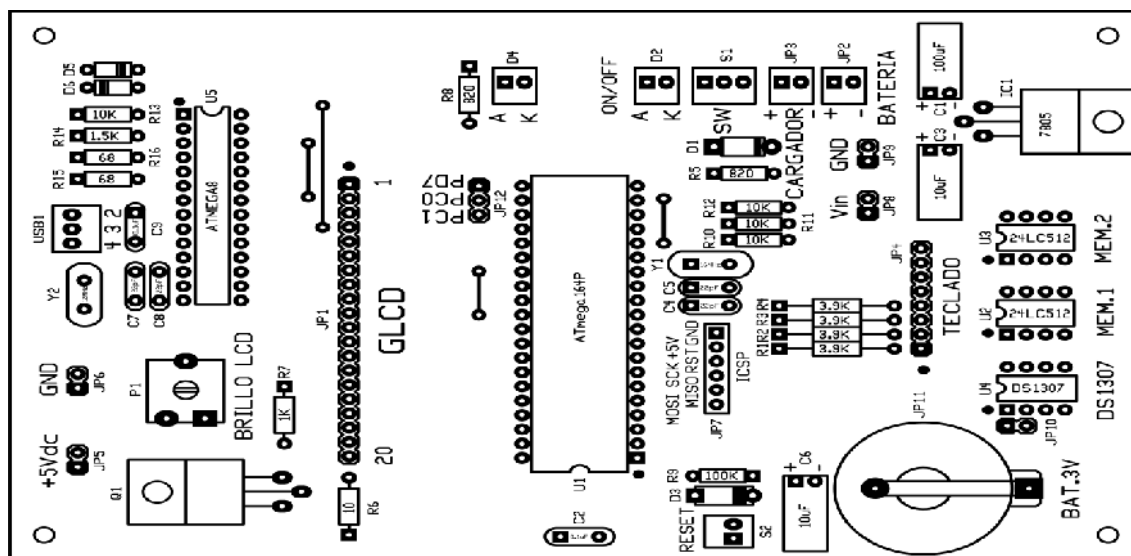 D5
D6
U5
10K
R13
R14
1.5K
68
R16
R15
68
ATMEGA8
USB1
4 3 2
C9
Y2
C7
C8
GND
JP6
P1
BRILLO LCD
+5Vdc
JP5
Q1
R7
1K
10
R6
JP1
GLCD
1
20
R8
820
D4
A
K
PD7
PC0
PC1
JP12
ATmega164P
U1
C2
ON/OFF
D2
A
K
S1
SW
JP3
+
-
CARGADOR
JP2
+
-
BATERIA
100uF
+
-
C1
C3
+
-
10uF
IC1
7805
D1
R5
820
R12
10K
R11
10K
R10
10K
Y1
C5
22pF
C4
22pF
GND
JP9
Vin
JP8
JP4
TECLADO
R4
3.9K
R3
3.9K
R2
3.9K
R1
3.9K
MOSI SCK +5V
MISO RST GND
ICSP
JP7
JP11
U3
24LC512
MEM.2
U2
24LC512
MEM.1
U4
DS1307
DS1307
JP10
BAT.3V
R9
100K
D3
RESET
S2
C6
+
-
10uF